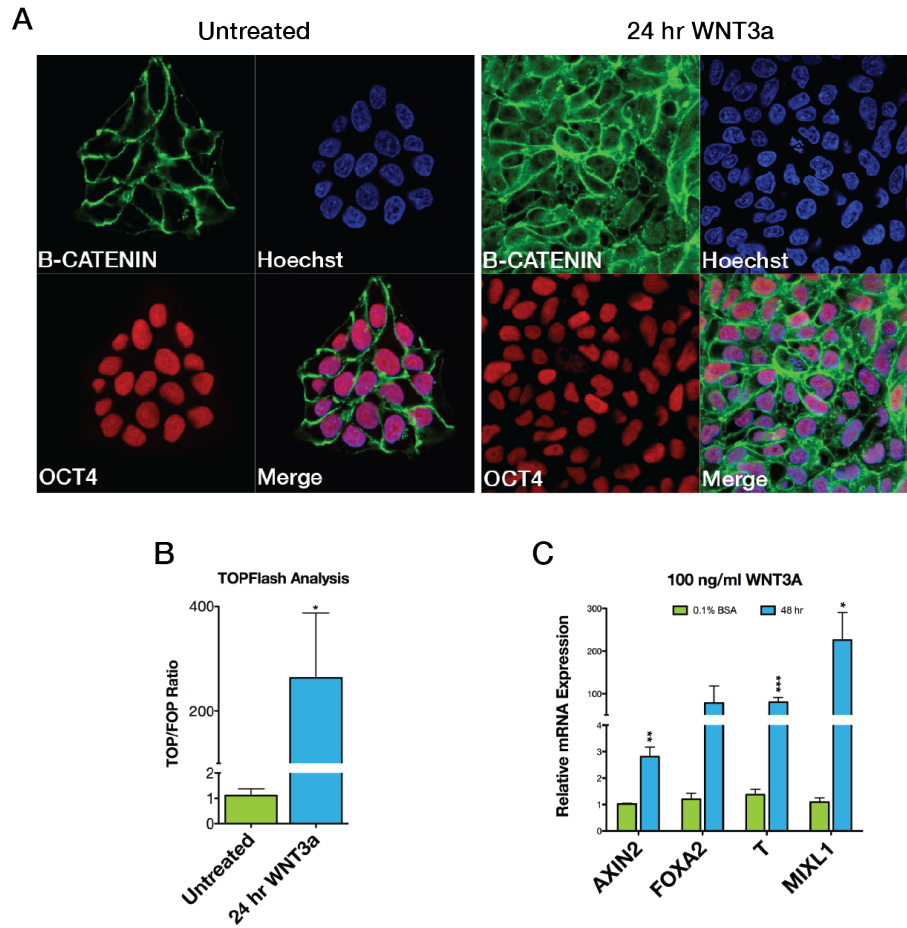 A
Untreated
24 hr WNT3a
B-CATENIN
Hoechst
B-CATENIN
Hoechst
OCT4
Merge
OCT4
Merge
B
TOPFlash Analysis
TOP/FOP Ratio
400
200
2
1
0
*
Untreated
24 hr WNT3a
C
100 ng/ml WNT3A
0.1% BSA
48 hr
Relative mRNA Expression
300
200
100
4
3
2
1
0
**
***
*
AXIN2
FOXA2
T
MIXL1